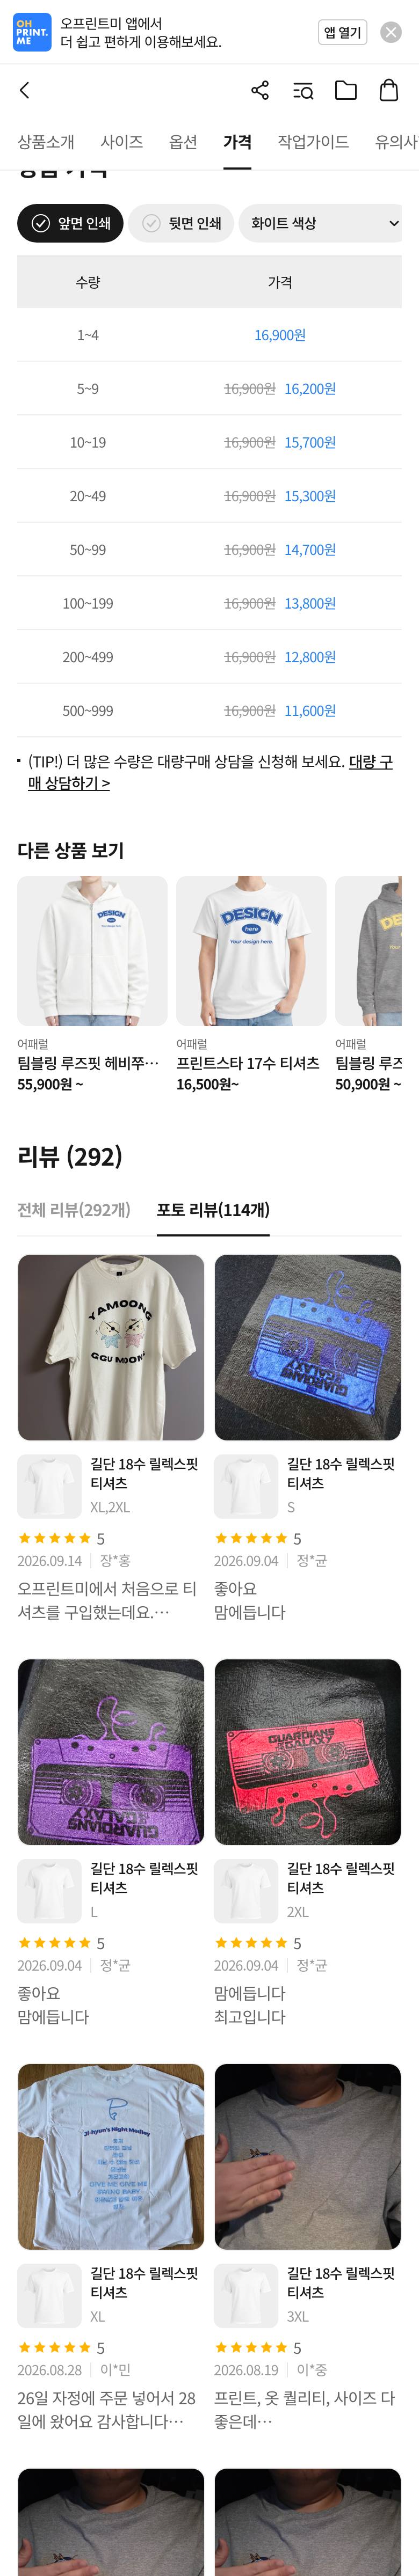 OH
PRINT.
ME
오프린트미 앱에서
더 쉽고 편하게 이용해보세요.
앱 열기
상품소개 사이즈 옵션 가격 작업가이드 유의사
앞면 인쇄 뒷면 인쇄 화이트 색상
수량 가격
1~4 16,900원
5~9 16,900원 16,200원
10~19 16,900원 15,700원
20~49 16,900원 15,300원
50~99 16,900원 14,700원
100~199 16,900원 13,800원
200~499 16,900원 12,800원
500~999 16,900원 11,600원
(TIP!) 더 많은 수량은 대량구매 상담을 신청해 보세요. 대량 구
매 상담하기 >
다른 상품 보기
DESIGN
here
Your design here.
DESIGN
here
Your design here.
어패럴
팀블링 루즈핏 헤비쭈…
55,900원 ~
어패럴
프린트스타 17수 티셔츠
16,500원~
어패럴
팀블링 루즈
50,900원 ~
리뷰 (292)
전체 리뷰(292개) 포토 리뷰(114개)
YAMOONG
GGU MOONG
GUARDIANS
GALAXY
길단 18수 릴렉스핏
티셔츠
XL,2XL
5
2026.09.14 장*홍
오프린트미에서 처음으로 티
셔츠를 구입했는데요.…
길단 18수 릴렉스핏
티셔츠
S
5
2026.09.04 정*균
좋아요
맘에듭니다
GUARDIANS
GALAXY
GUARDIANS
GALAXY
길단 18수 릴렉스핏
티셔츠
L
5
2026.09.04 정*균
좋아요
맘에듭니다
길단 18수 릴렉스핏
티셔츠
2XL
5
2026.09.04 정*균
맘에듭니다
최고입니다
Ji-hyun's Night Medley
GIVE ME GIVE ME
SWING BABY
길단 18수 릴렉스핏
티셔츠
XL
5
2026.08.28 이*민
26일 자정에 주문 넣어서 28
일에 왔어요 감사합니다…
길단 18수 릴렉스핏
티셔츠
3XL
5
2026.08.19 이*중
프린트, 옷 퀄리티, 사이즈 다
좋은데…